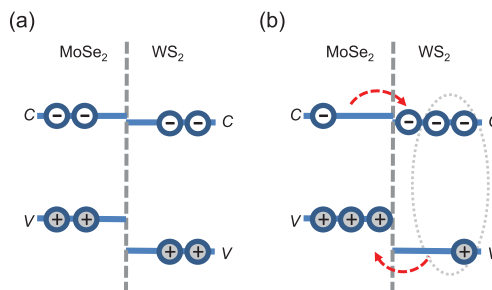 (a)
MoSe₂ WS₂
C − − − − C
V + + + + V
(b)
MoSe₂ WS₂
C − − − − C
V + + + + V